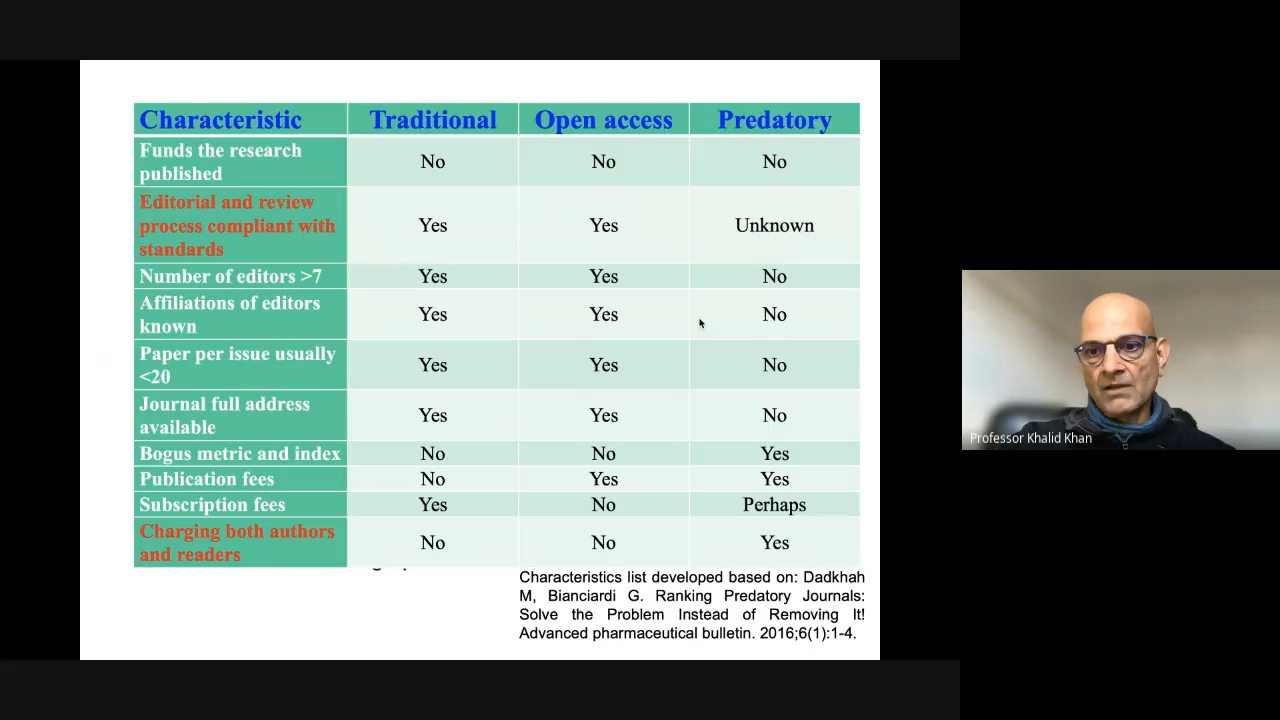 Characteristic Traditional Open access Predatory
Funds the research
published No No No
Editorial and review
process compliant with
standards Yes Yes Unknown
Number of editors >7 Yes Yes No
Affiliations of editors
known Yes Yes No
Paper per issue usually
<20 Yes Yes No
Journal full address
available Yes Yes No
Bogus metric and index No No Yes
Publication fees No Yes Yes
Subscription fees Yes No Perhaps
Charging both authors
and readers No No Yes
Characteristics list developed based on: Dadkhah
M, Bianciardi G. Ranking Predatory Journals:
Solve the Problem Instead of Removing It!
Advanced pharmaceutical bulletin. 2016;6(1):1-4.
Professor Khalid Khan